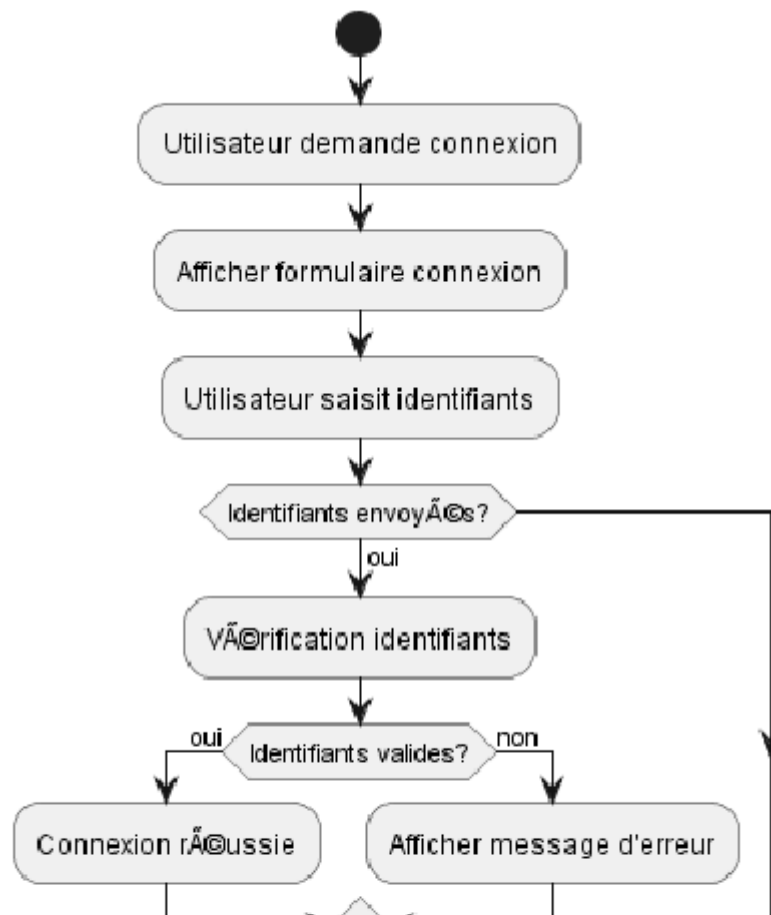 Utilisateur demande connexion
Afficher formulaire connexion
Utilisateur saisit identifiants
Identifiants envoyÃ©s?
oui
VÃ©rification identifiants
oui
Identifiants valides?
non
Connexion rÃ©ussie
Afficher message d'erreur